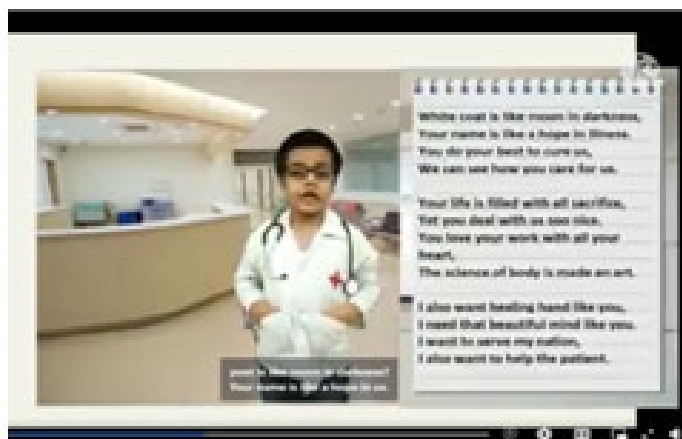 White coat is like moon in darkness,
Your name is like a hope in illness.
You do your best to cure us,
We can see how you care for us.
Your life is filled with all sacrifice,
Yet you deal with us soo nice.
You love your work with all your
heart,
The science of body is made an art.
I also want healing hand like you,
I need that beautiful mind like you.
I want to serve my nation,
I also want to help the patient.
Your name is a hope in